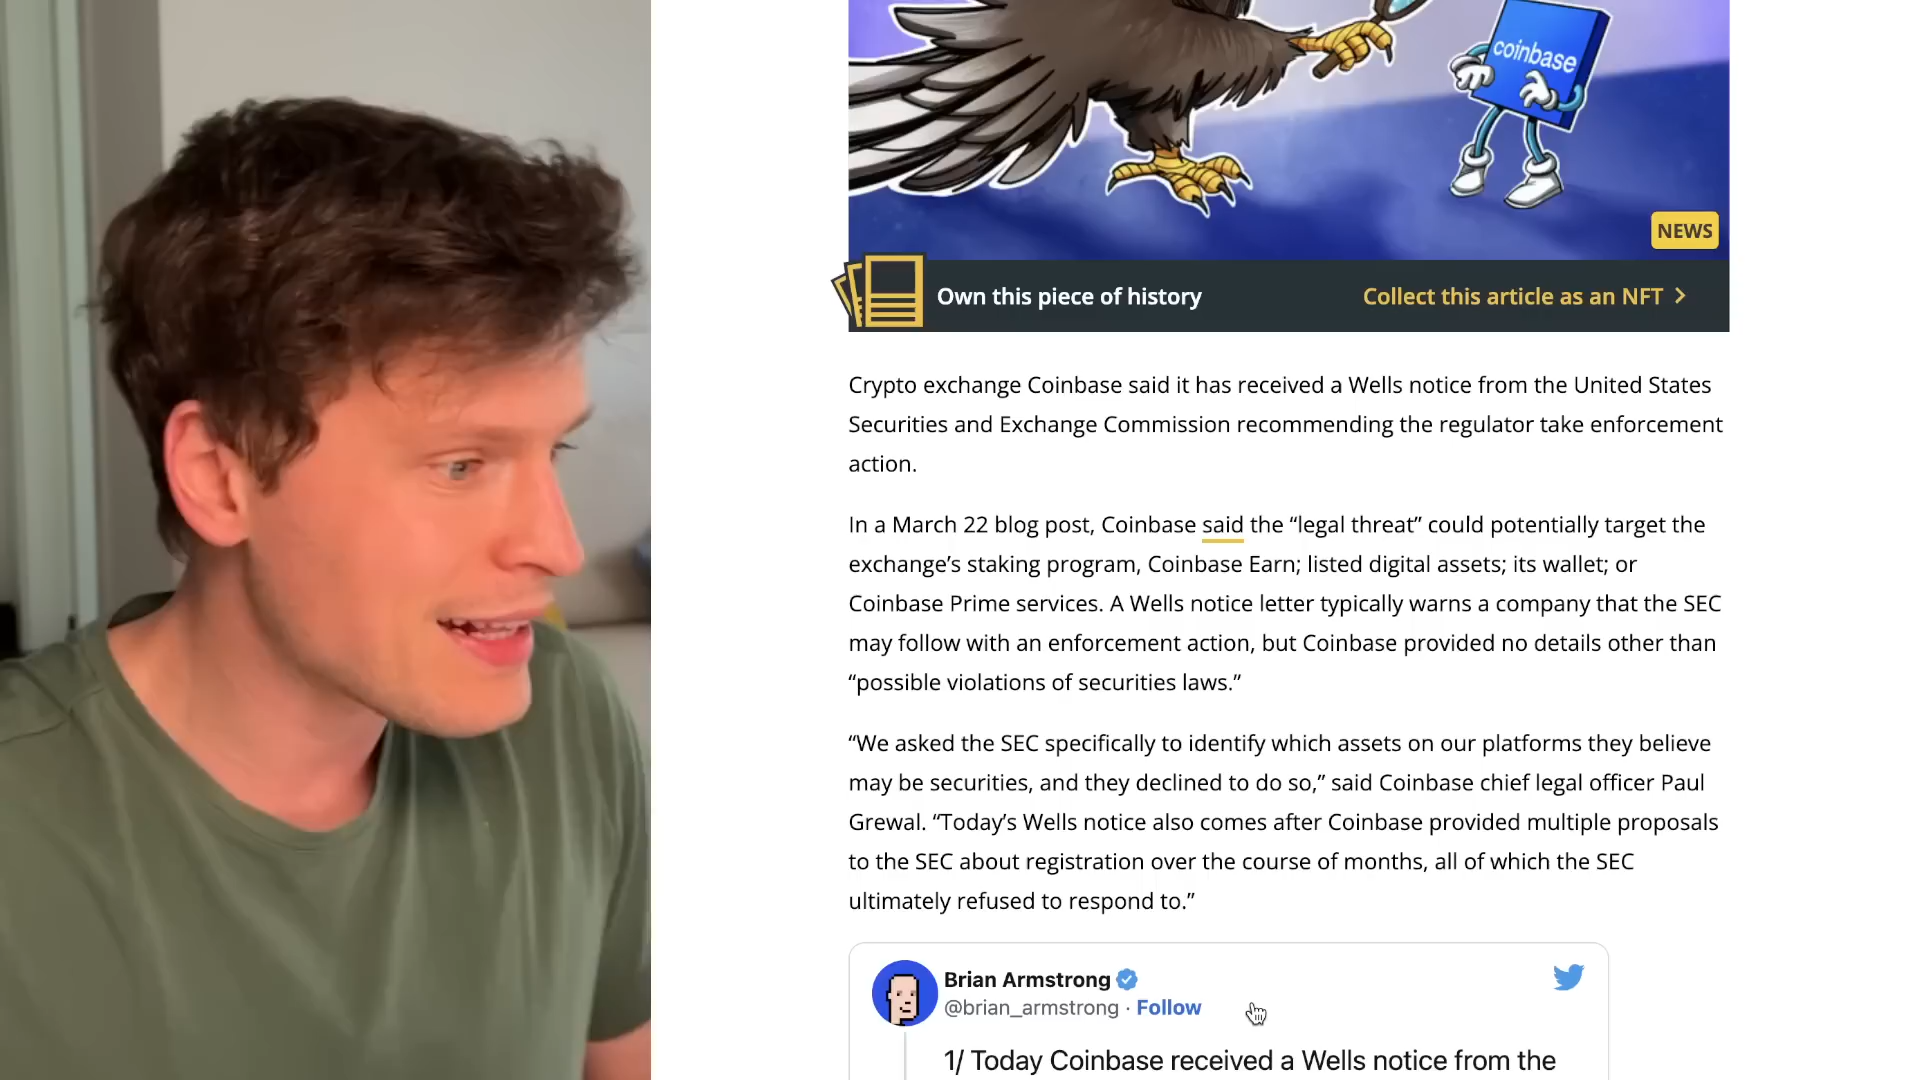 coinbase
NEWS
Own this piece of history
Collect this article as an NFT
Crypto exchange Coinbase said it has received a Wells notice from the United States
Securities and Exchange Commission recommending the regulator take enforcement
action.
In a March 22 blog post, Coinbase said the “legal threat” could potentially target the
exchange’s staking program, Coinbase Earn; listed digital assets; its wallet; or
Coinbase Prime services. A Wells notice letter typically warns a company that the SEC
may follow with an enforcement action, but Coinbase provided no details other than
“possible violations of securities laws.”
“We asked the SEC specifically to identify which assets on our platforms they believe
may be securities, and they declined to do so,” said Coinbase chief legal officer Paul
Grewal. “Today’s Wells notice also comes after Coinbase provided multiple proposals
to the SEC about registration over the course of months, all of which the SEC
ultimately refused to respond to.”
Brian Armstrong
@brian_armstrong · Follow
1/ Today Coinbase received a Wells notice from the